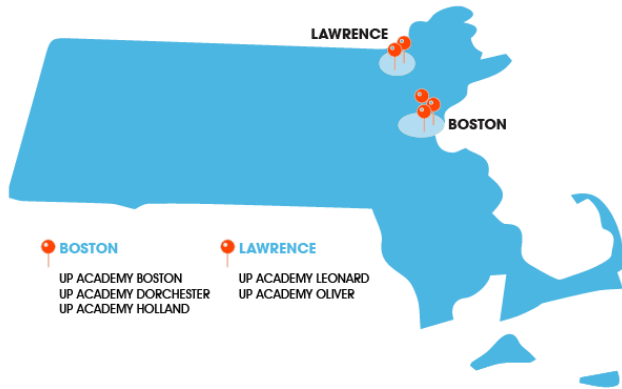 LAWRENCE
BOSTON
BOSTON
UP ACADEMY BOSTON
UP ACADEMY DORCHESTER
UP ACADEMY HOLLAND
LAWRENCE
UP ACADEMY LEONARD
UP ACADEMY OLIVER